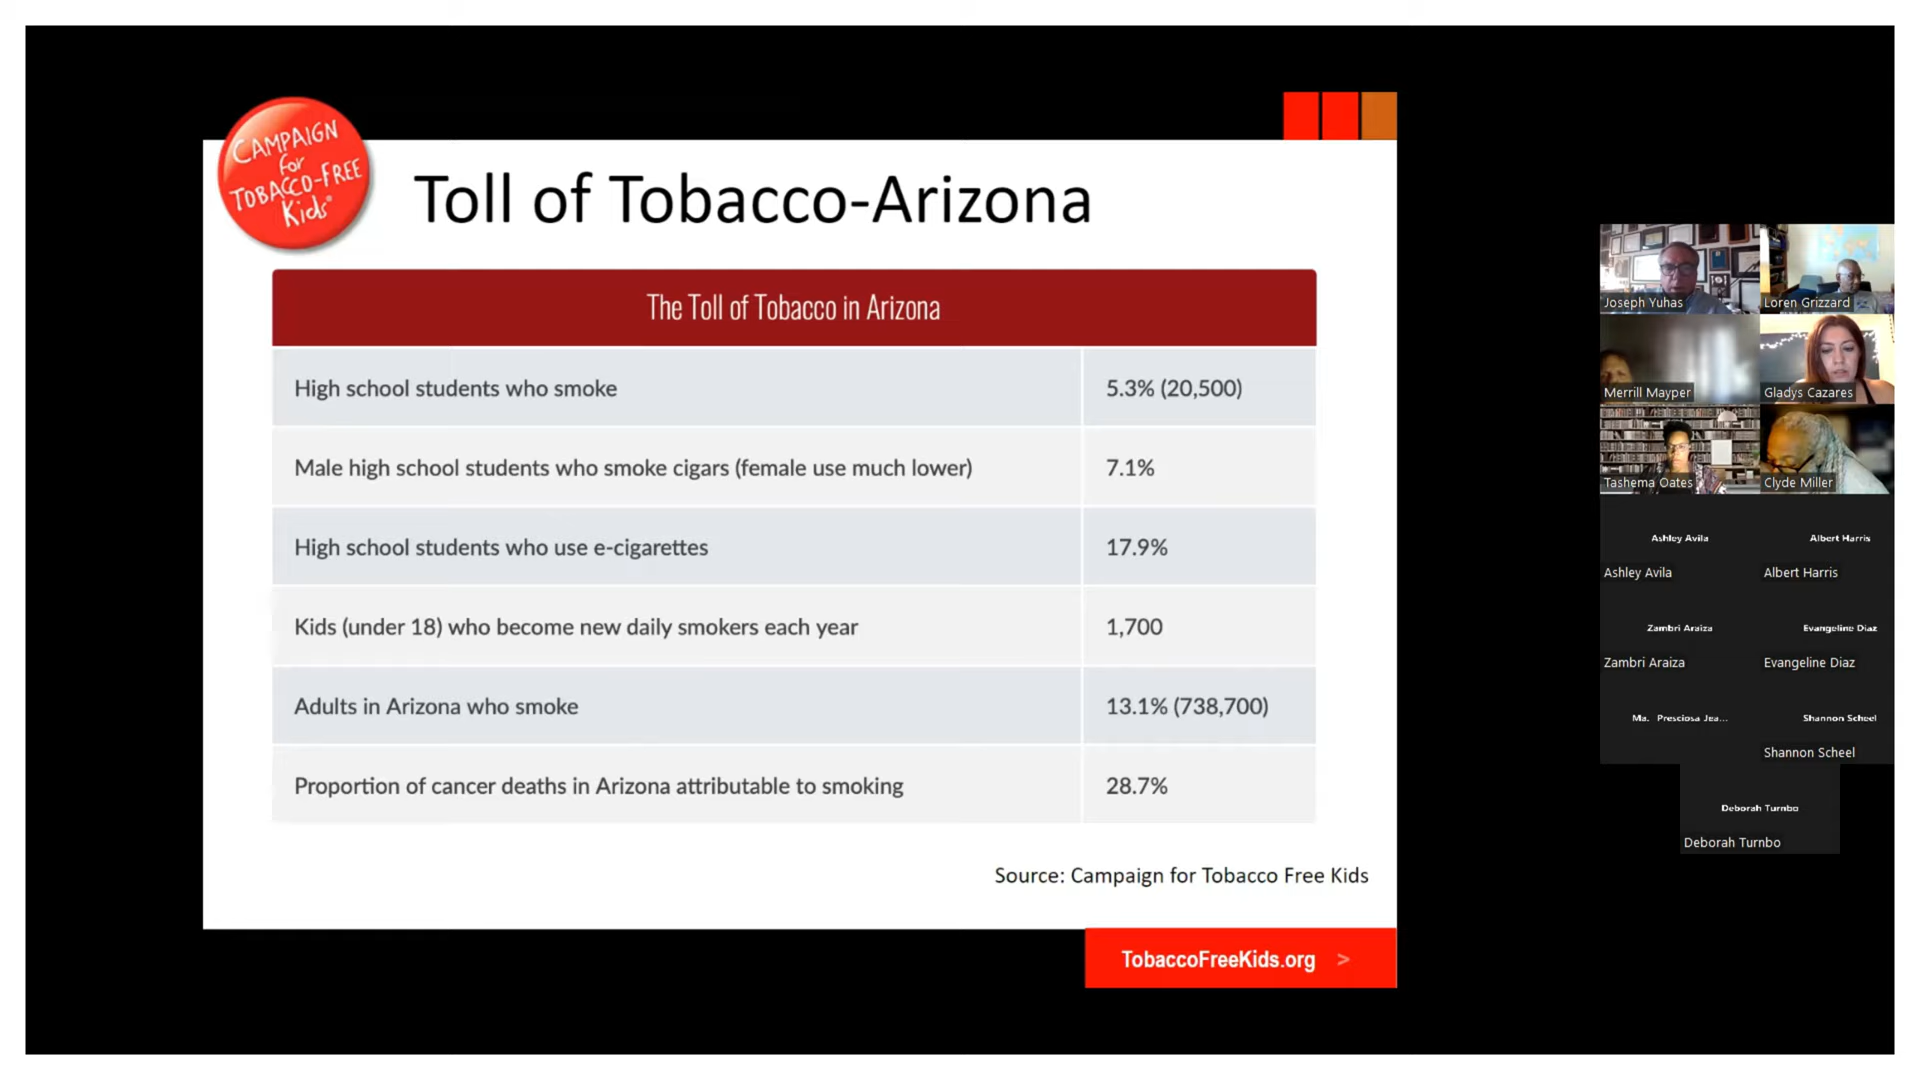 CAMPAIGN
for
TOBACCO-FREE
Kids®
Toll of Tobacco-Arizona
The Toll of Tobacco in Arizona
High school students who smoke 5.3% (20,500)
Male high school students who smoke cigars (female use much lower) 7.1%
High school students who use e-cigarettes 17.9%
Kids (under 18) who become new daily smokers each year 1,700
Adults in Arizona who smoke 13.1% (738,700)
Proportion of cancer deaths in Arizona attributable to smoking 28.7%
Source: Campaign for Tobacco Free Kids
TobaccoFreeKids.org >
Joseph Yuhas Loren Grizzard
Merrill Mayper Gladys Cazares
Tashema Oates Clyde Miller
Ashley Avila Albert Harris
Ashley Avila Albert Harris
Zambri Araiza Evangeline Diaz
Zambri Araiza Evangeline Diaz
Ma. Presciosa Jea... Shannon Scheel
Shannon Scheel
Deborah Turnbo
Deborah Turnbo